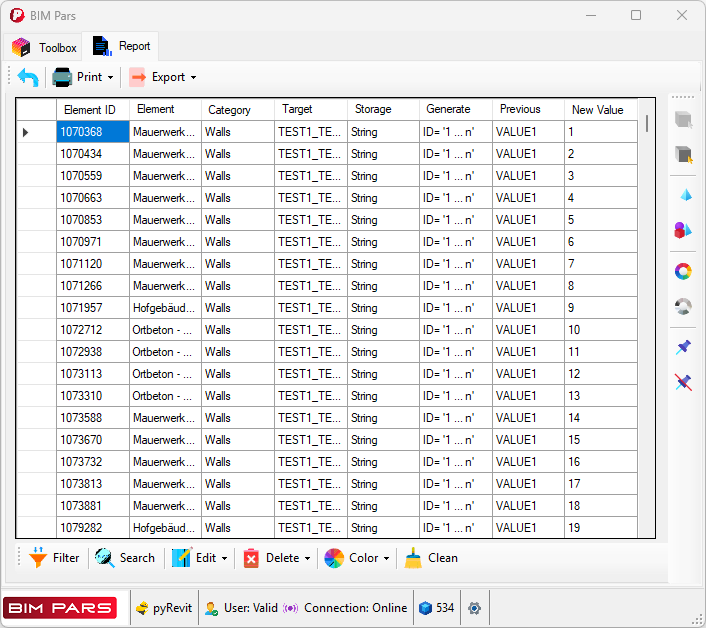 BIM Pars
Toolbox Report
Print Export
Element ID Element Category Target Storage Generate Previous New Value
1070368 Mauerwerk... Walls TEST1_TE... String ID= '1 ... n' VALUE1 1
1070434 Mauerwerk... Walls TEST1_TE... String ID= '1 ... n' VALUE1 2
1070559 Mauerwerk... Walls TEST1_TE... String ID= '1 ... n' VALUE1 3
1070663 Mauerwerk... Walls TEST1_TE... String ID= '1 ... n' VALUE1 4
1070853 Mauerwerk... Walls TEST1_TE... String ID= '1 ... n' VALUE1 5
1070971 Mauerwerk... Walls TEST1_TE... String ID= '1 ... n' VALUE1 6
1071120 Mauerwerk... Walls TEST1_TE... String ID= '1 ... n' VALUE1 7
1071266 Mauerwerk... Walls TEST1_TE... String ID= '1 ... n' VALUE1 8
1071957 Hofgebäud... Walls TEST1_TE... String ID= '1 ... n' VALUE1 9
1072712 Ortbeton - ... Walls TEST1_TE... String ID= '1 ... n' VALUE1 10
1072938 Ortbeton - ... Walls TEST1_TE... String ID= '1 ... n' VALUE1 11
1073113 Ortbeton - ... Walls TEST1_TE... String ID= '1 ... n' VALUE1 12
1073310 Ortbeton - ... Walls TEST1_TE... String ID= '1 ... n' VALUE1 13
1073588 Mauerwerk... Walls TEST1_TE... String ID= '1 ... n' VALUE1 14
1073670 Mauerwerk... Walls TEST1_TE... String ID= '1 ... n' VALUE1 15
1073732 Mauerwerk... Walls TEST1_TE... String ID= '1 ... n' VALUE1 16
1073813 Mauerwerk... Walls TEST1_TE... String ID= '1 ... n' VALUE1 17
1073881 Mauerwerk... Walls TEST1_TE... String ID= '1 ... n' VALUE1 18
1079282 Hofgebäud... Walls TEST1_TE... String ID= '1 ... n' VALUE1 19
Filter Search Edit Delete Color Clean
BIM PARS pyRevit User: Valid Connection: Online 534